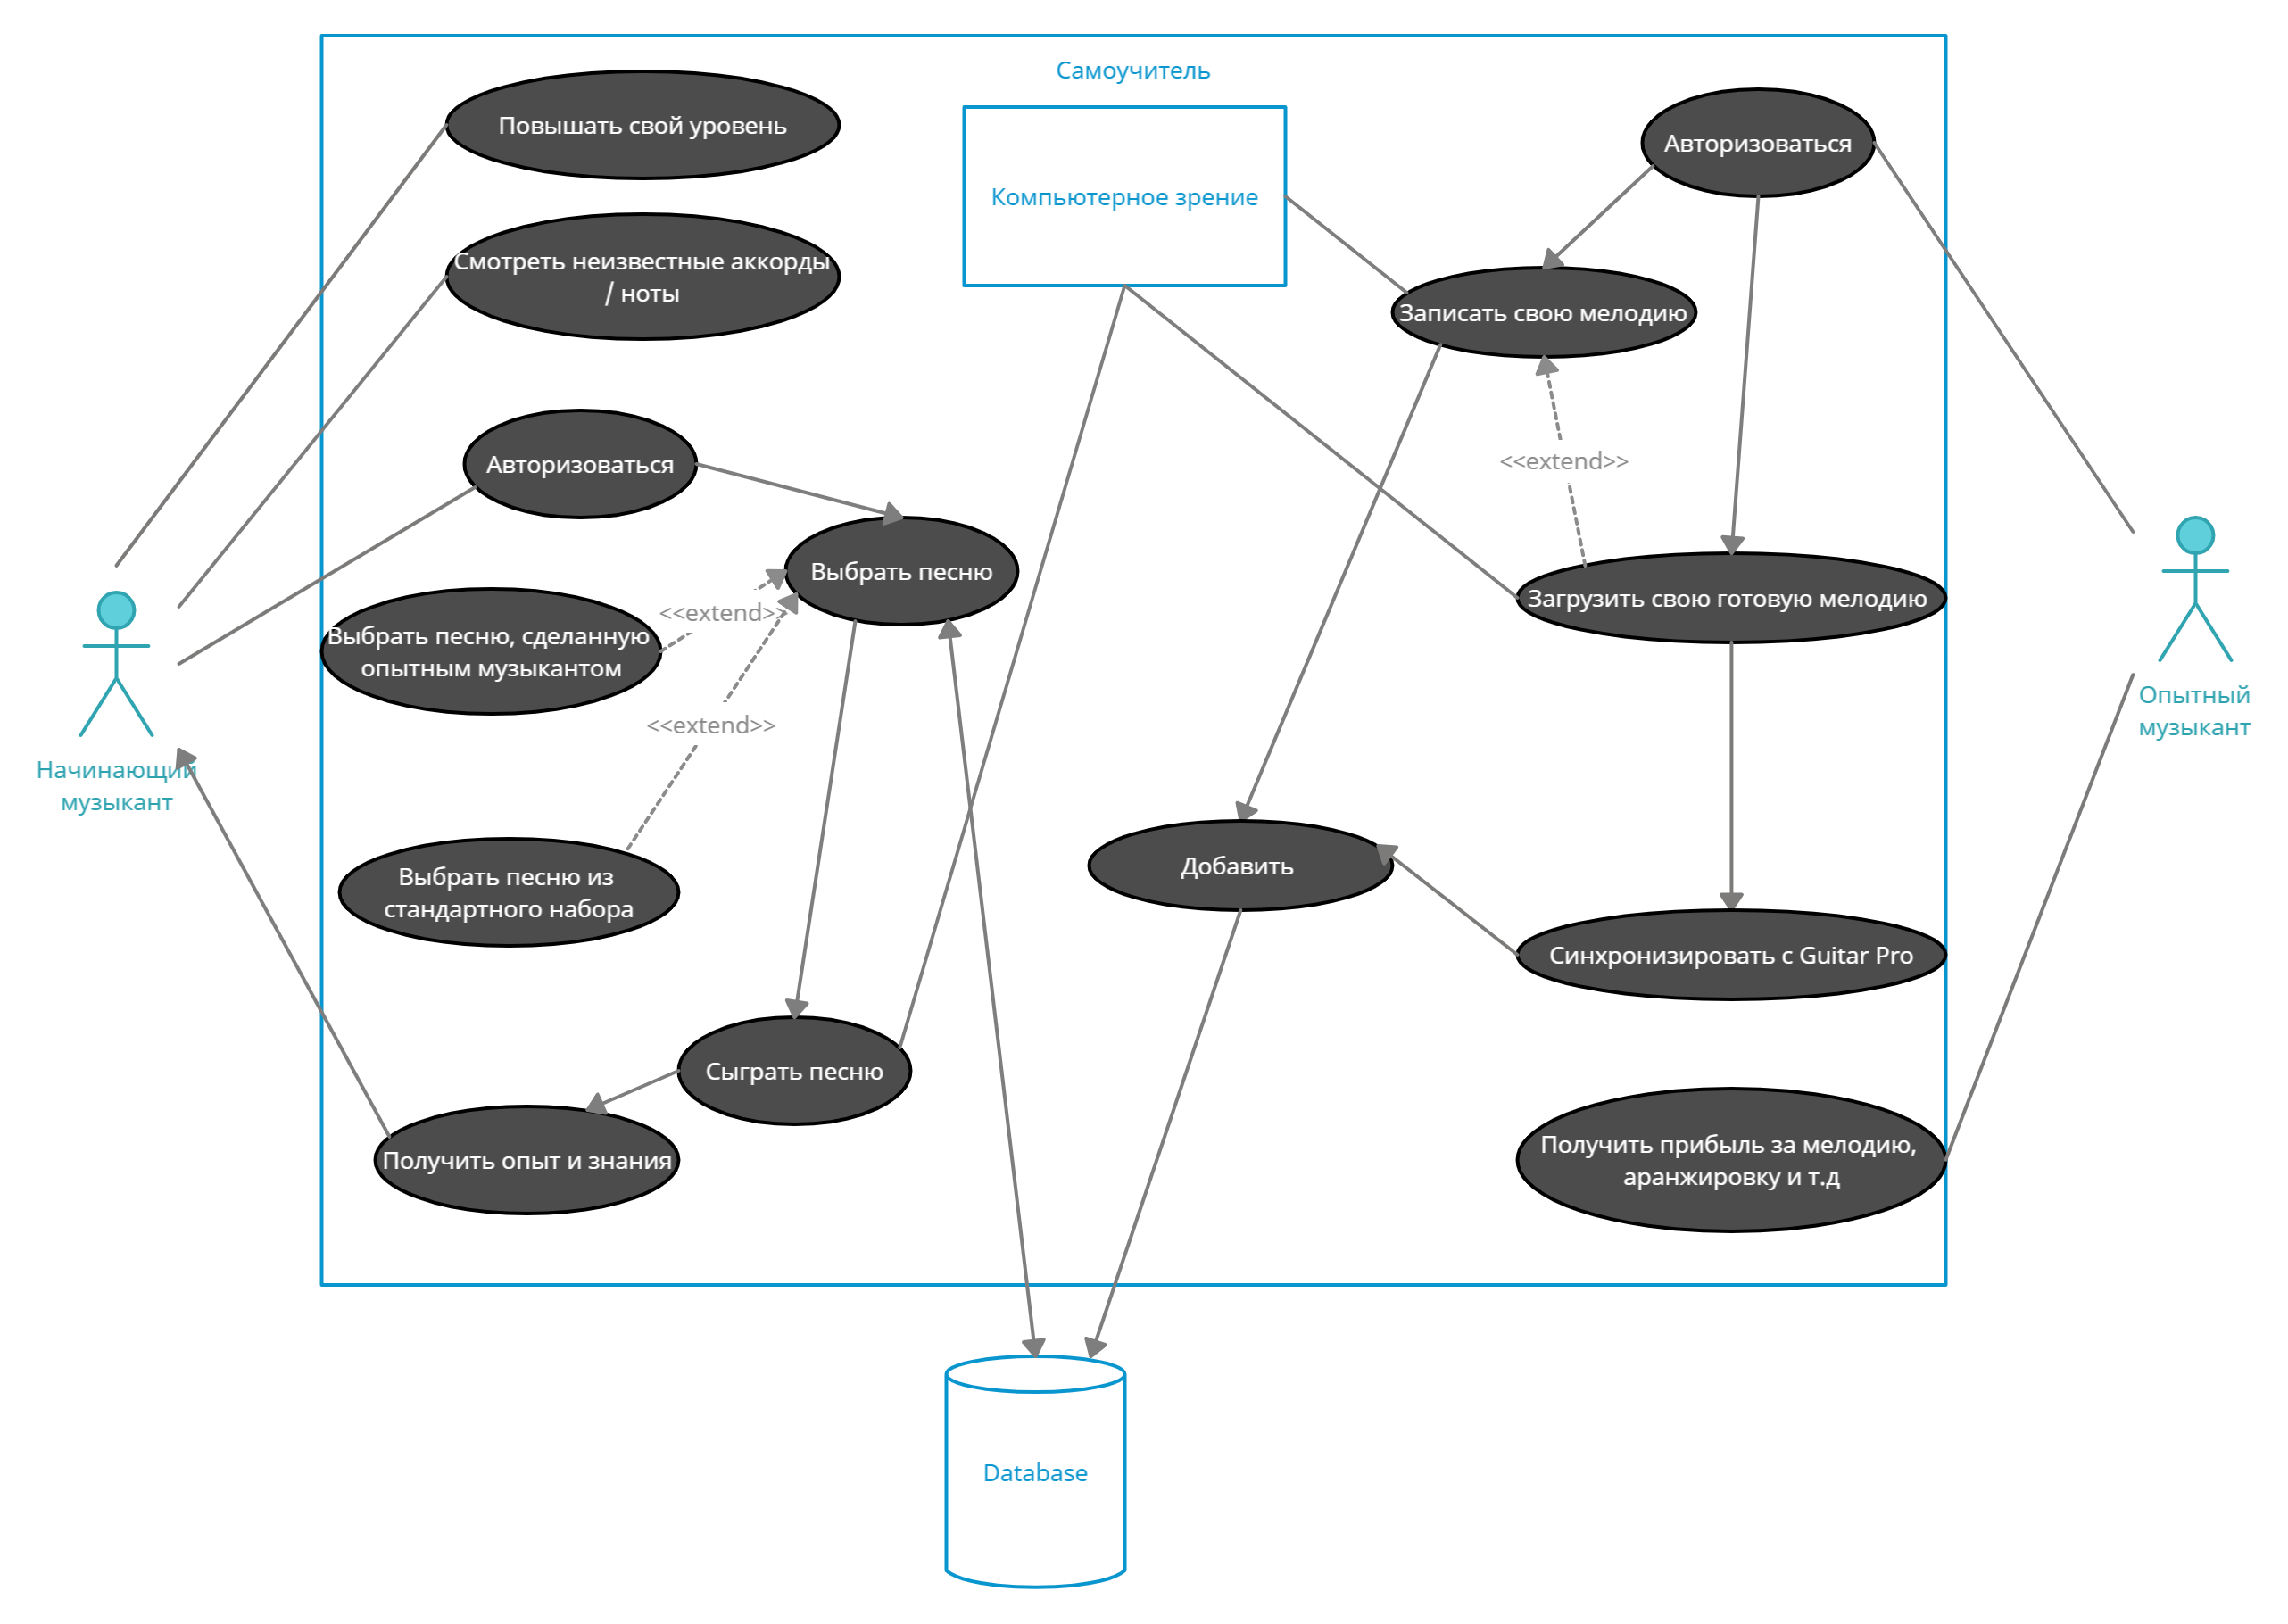 Самоучитель
Повышать свой уровень
Авторизоваться
Компьютерное зрение
Смотреть неизвестные аккорды
/ ноты
Записать свою мелодию
Авторизоваться
<<extend>>
Выбрать песню
Загрузить свою готовую мелодию
<<extend>>
Выбрать песню, сделанную
опытным музыкантом
Опытный
музыкант
<<extend>>
Начинающий
музыкант
Добавить
Выбрать песню из
стандартного набора
Синхронизировать с Guitar Pro
Сыграть песню
Получить опыт и знания
Получить прибыль за мелодию,
аранжировку и т.д
Database